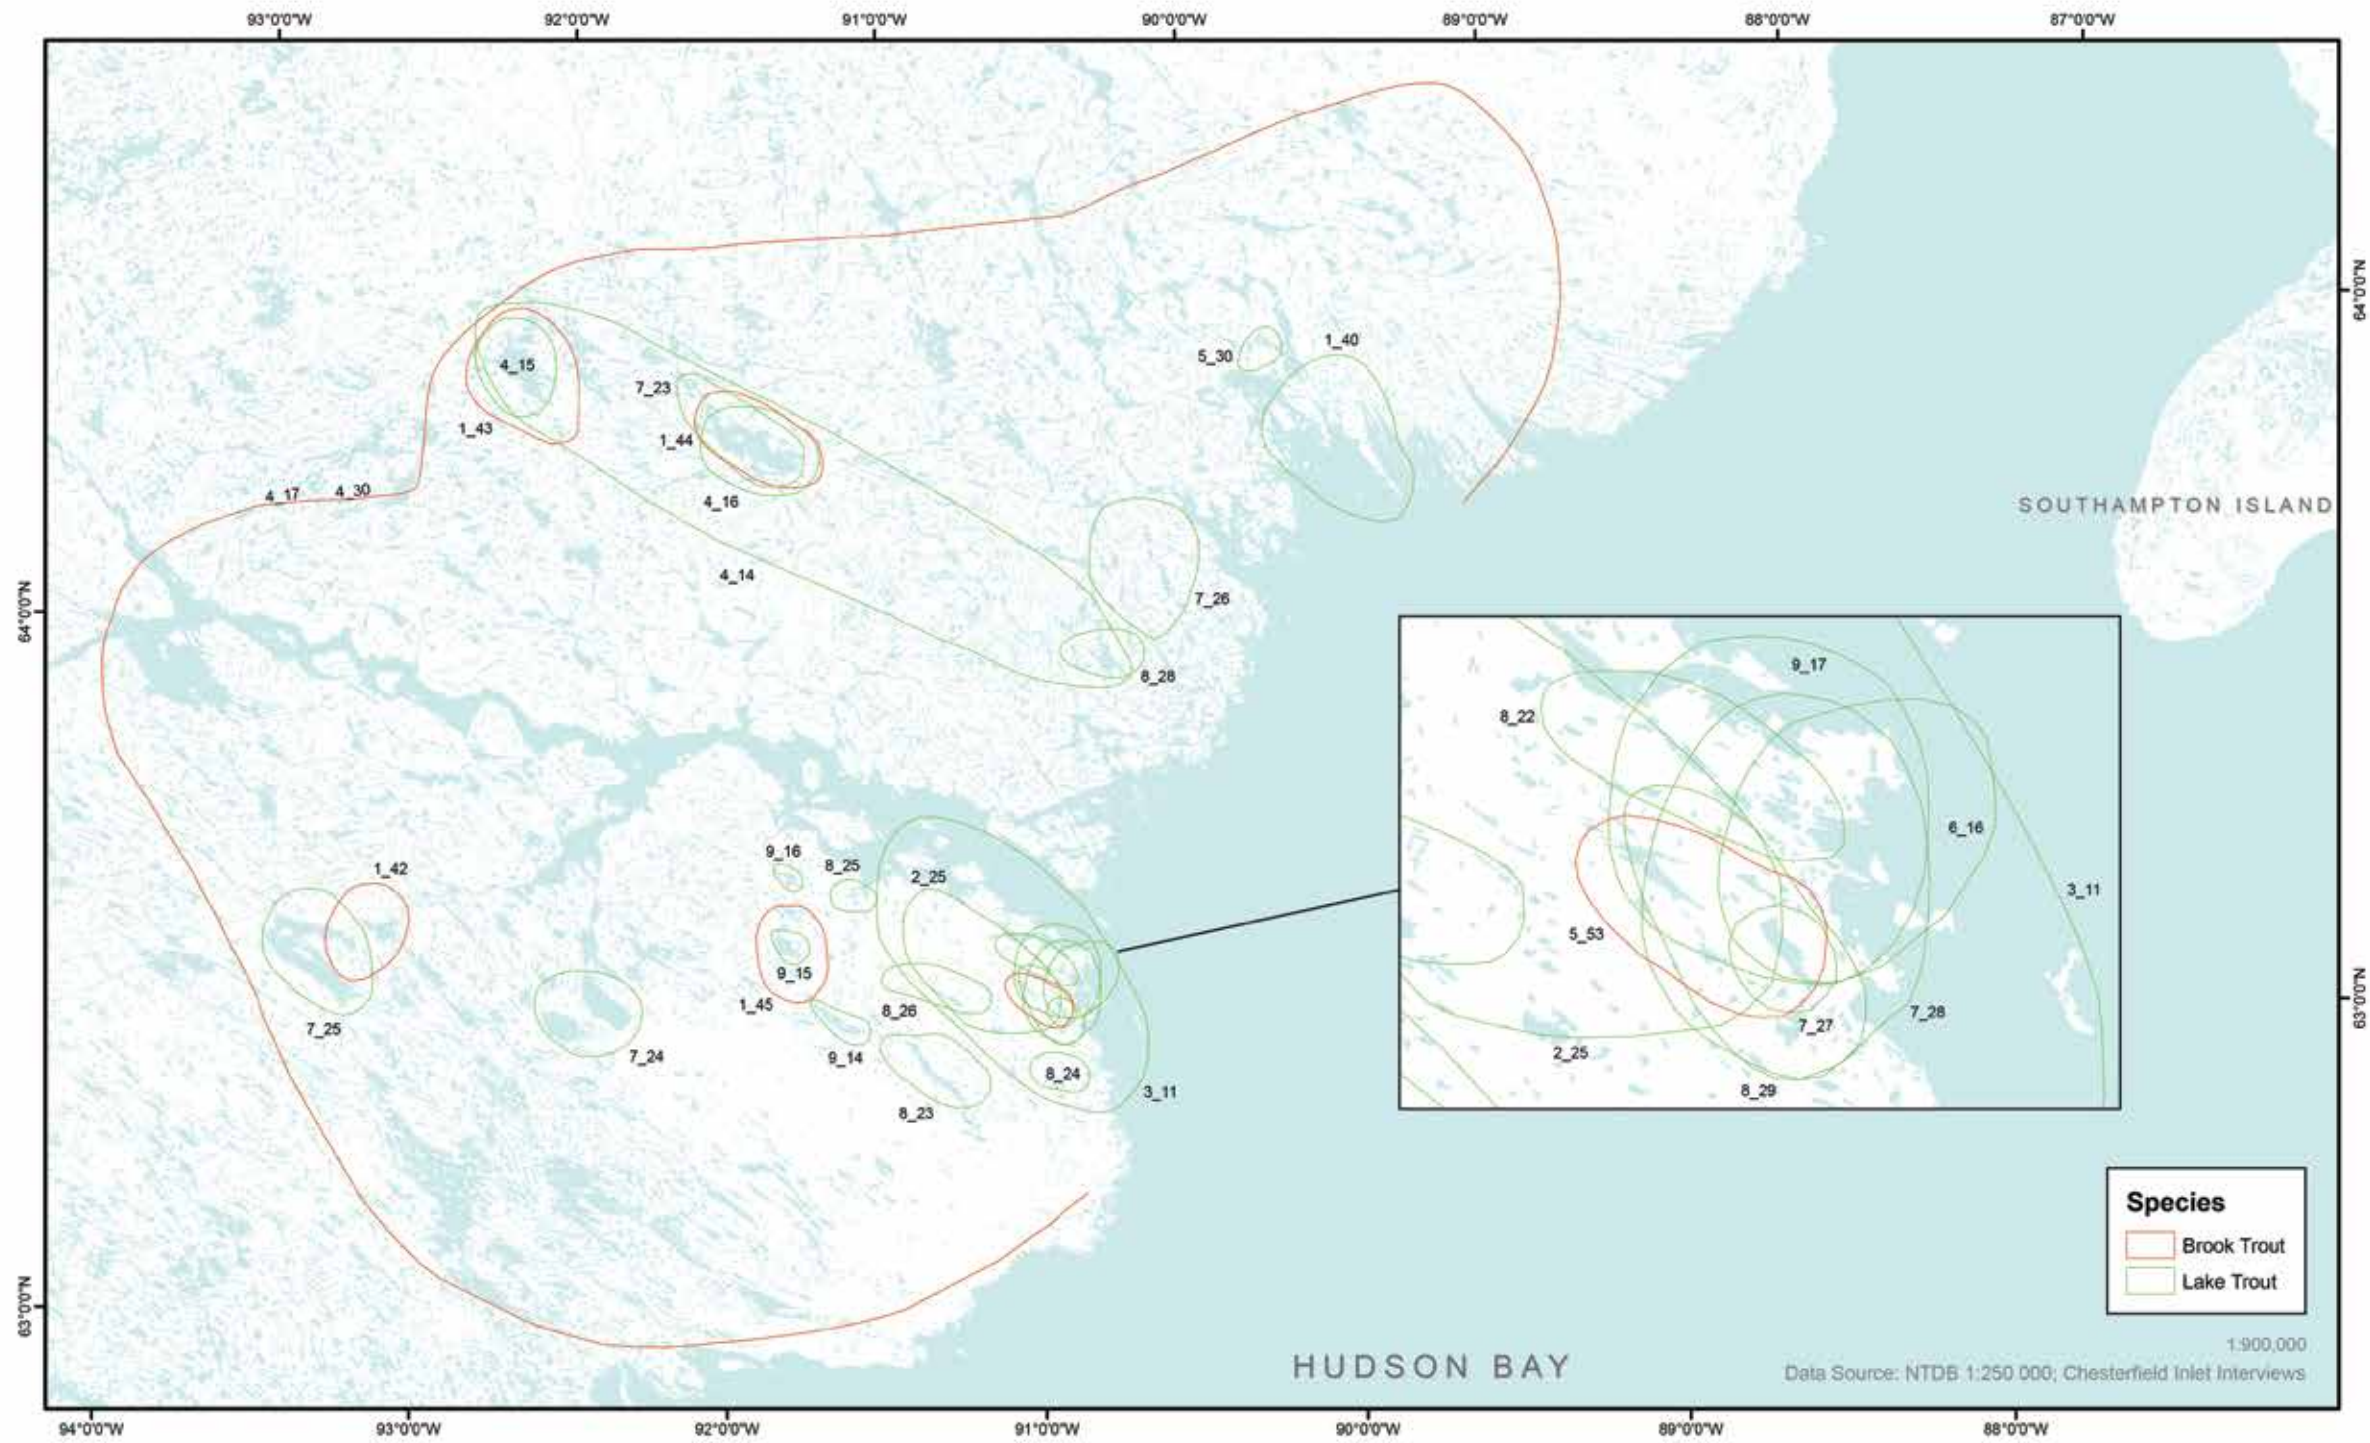 93°0'0"W 92°0'0"W 91°0'0"W 90°0'0"W 89°0'0"W 88°0'0"W 87°0'0"W
64°0'0"N
1_40
5_30
4_15
7_23
1_43
1_44
4_17 4_30
4_16
SOUTHAMPTON ISLAND
4_14
64°0'0"N
7_26
8_28
9_17
8_22
6_16
9_16
8_25
1_42
2_25
3_11
5_53
9_15
1_45
8_26
7_25
7_24
9_14
8_24
3_11
8_23
7_28
7_27
2_25
8_29
63°0'0"N
Species
Brook Trout
Lake Trout
63°0'0"N
1:900,000
HUDSON BAY
Data Source: NTDB 1:250 000; Chesterfield Inlet Interviews
94°0'0"W 93°0'0"W 92°0'0"W 91°0'0"W 90°0'0"W 89°0'0"W 88°0'0"W